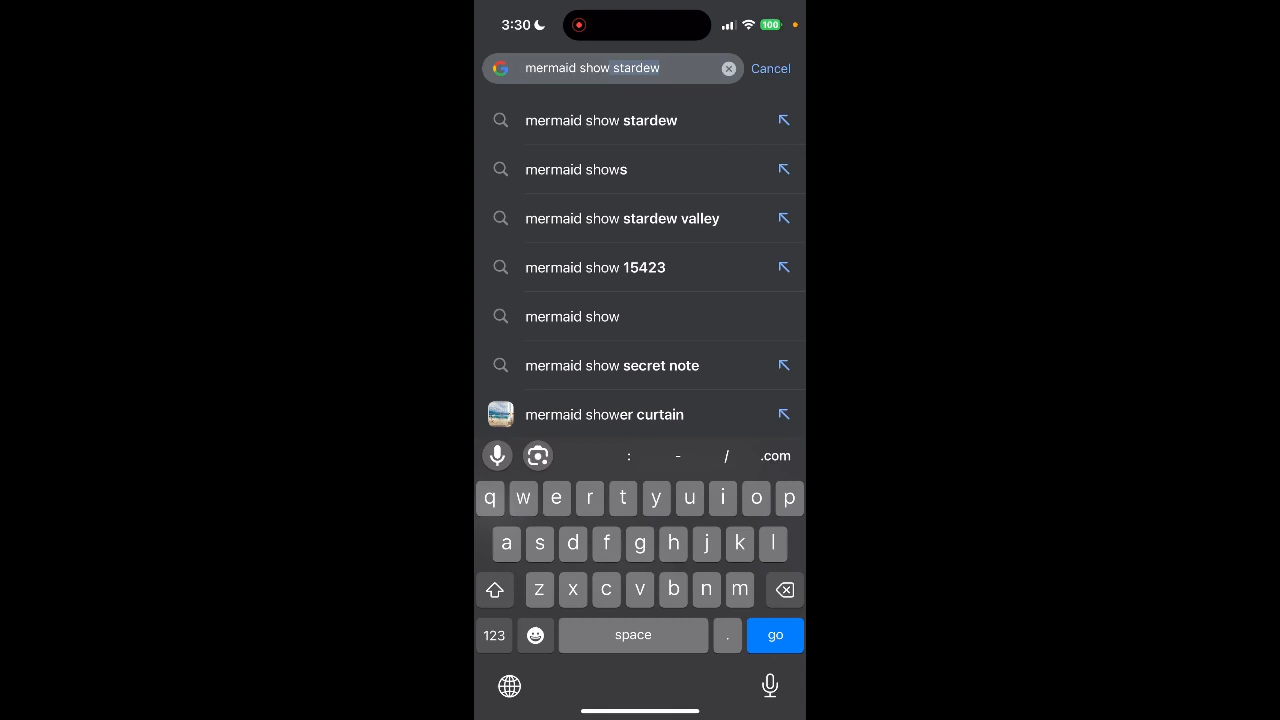 3:30
100
mermaid show stardew
Cancel
mermaid show stardew
mermaid shows
mermaid show stardew valley
mermaid show 15423
mermaid show
mermaid show secret note
mermaid shower curtain
: - / .com
q w e r t y u i o p
a s d f g h j k l
z x c v b n m
123 space . go